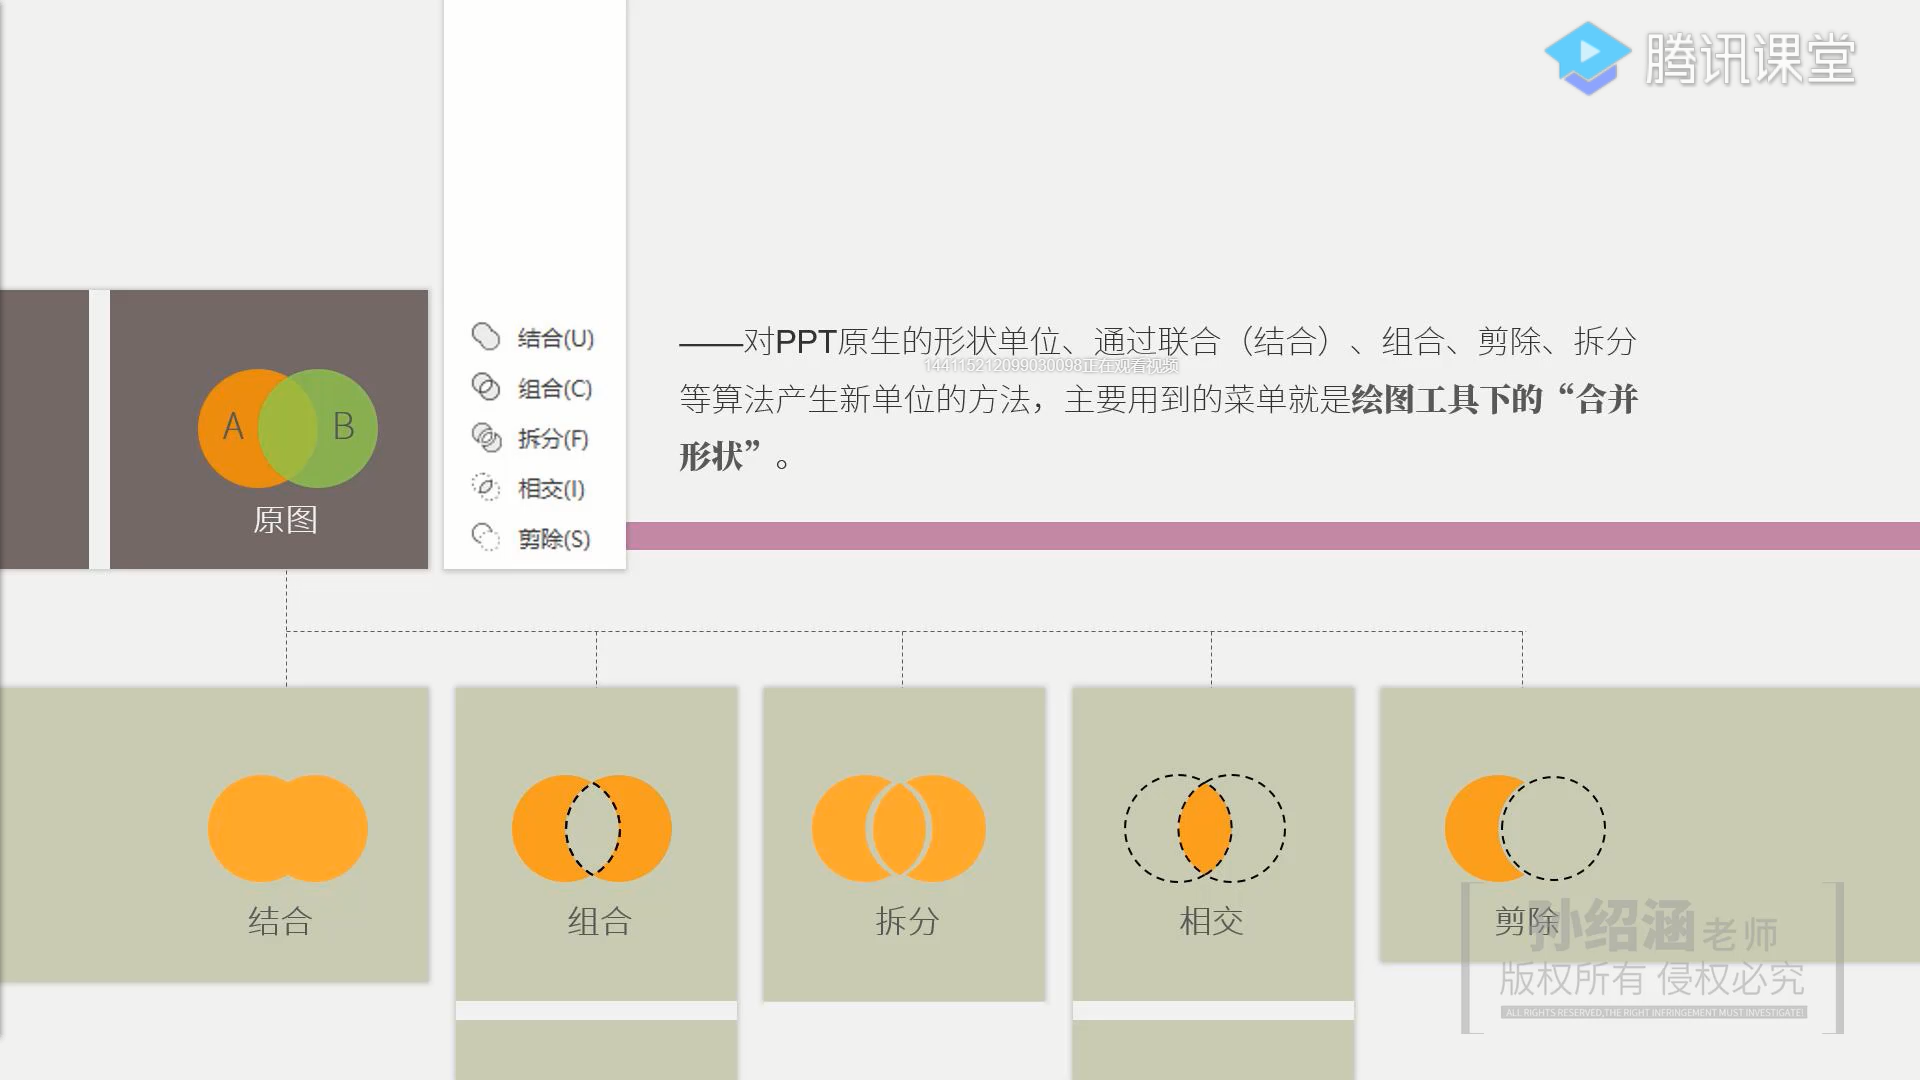 腾讯课堂
结合(U)
组合(C)
拆分(F)
相交(I)
剪除(S)
A
B
原图
——对PPT原生的形状单位、通过联合（结合）、组合、剪除、拆分
144115212099030098正在观看视频
等算法产生新单位的方法，主要用到的菜单就是绘图工具下的“合并
形状”。
结合
组合
拆分
相交
剪除
孙绍涵老师
版权所有 侵权必究
ALL RIGHTS RESERVED,THE RIGHT INFRINGEMENT MUST INVESTIGATE!